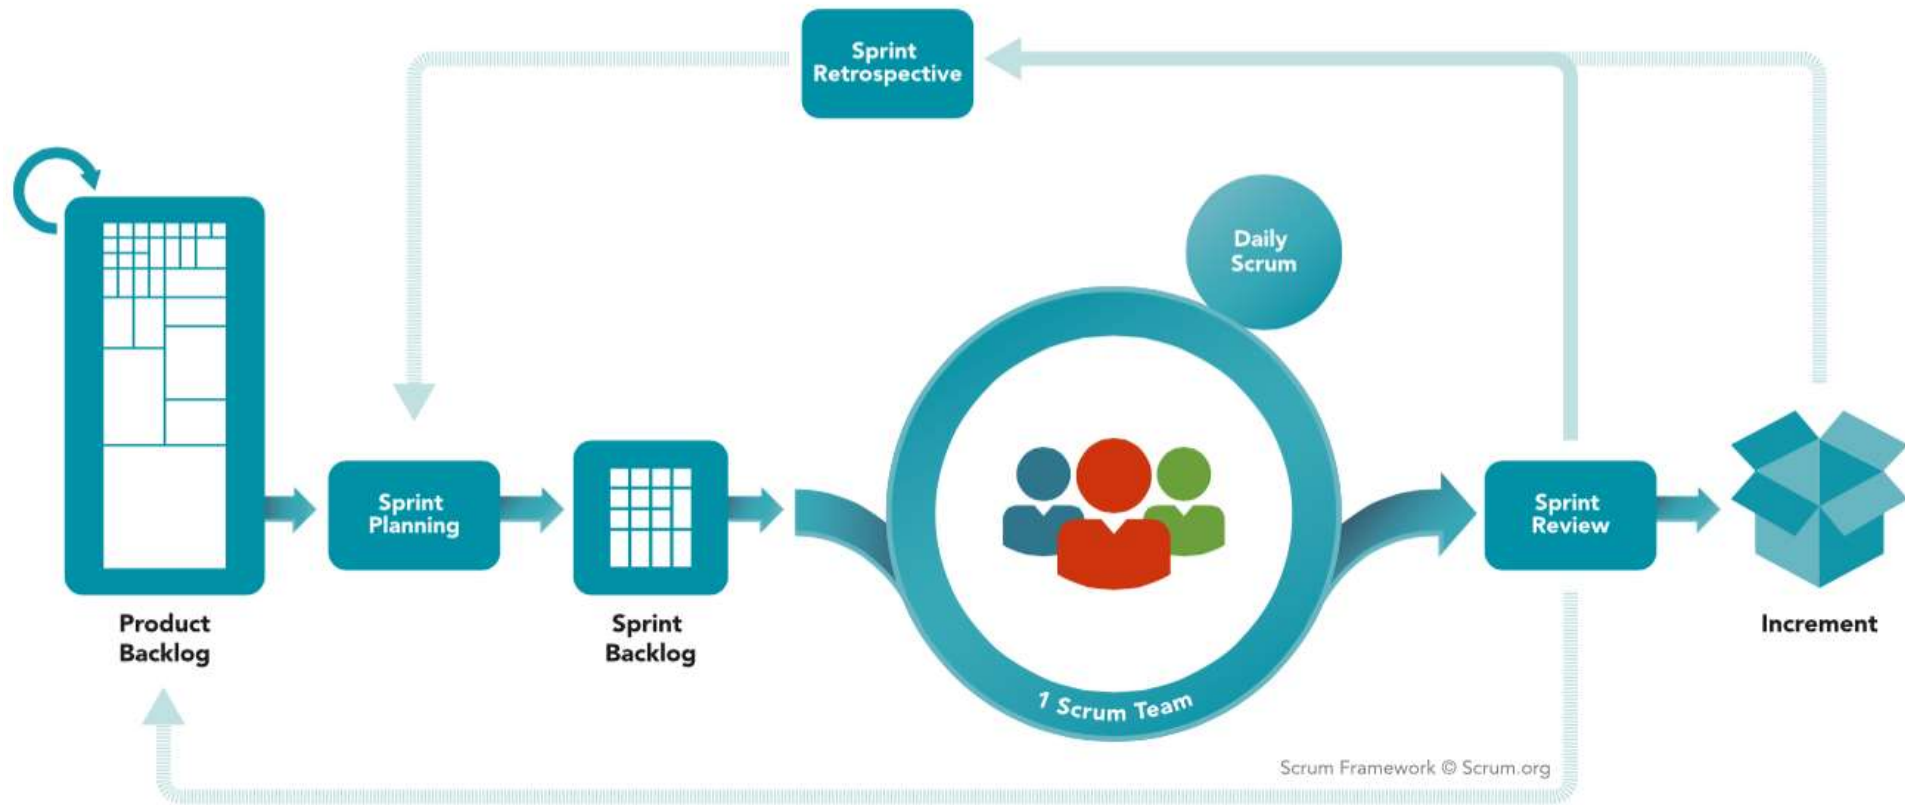 Sprint
Retrospective
Daily
Scrum
Sprint
Planning
Sprint
Review
Product
Backlog
Sprint
Backlog
1 Scrum Team
Increment
Scrum Framework © Scrum.org